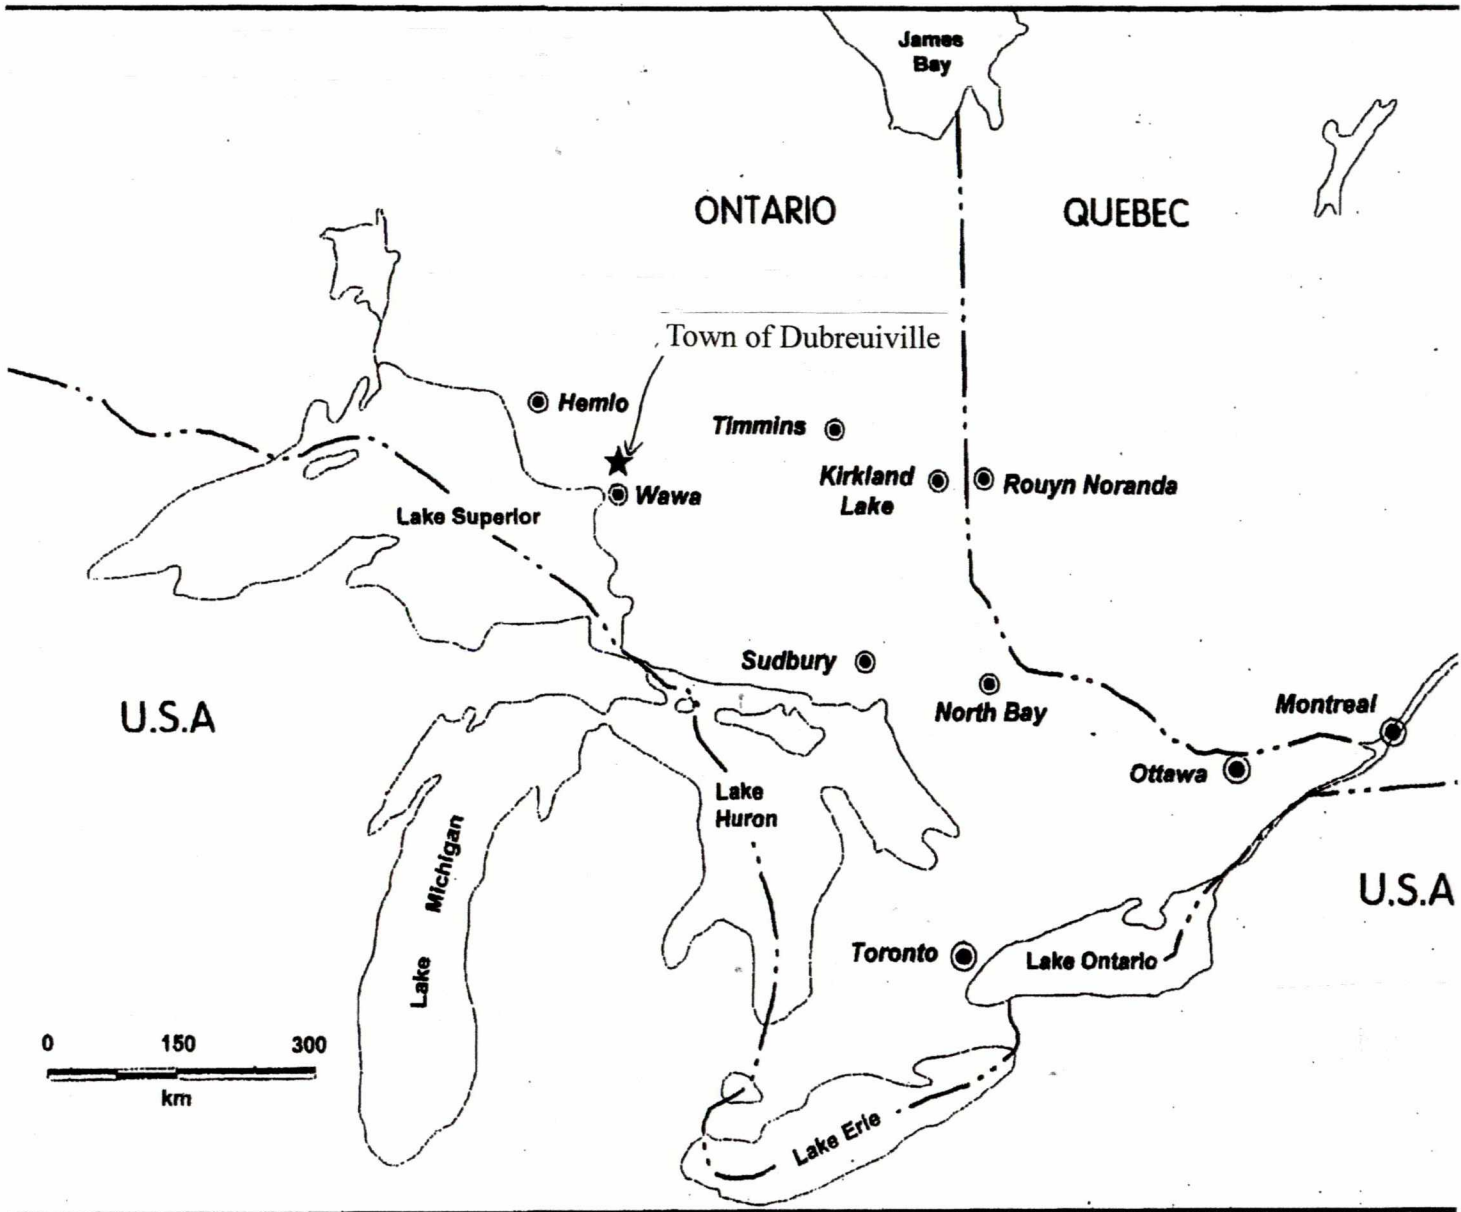 James
Bay
ONTARIO
QUEBEC
Town of Dubreuiville
Hemlo
Timmins
Kirkland
Lake
Rouyn Noranda
Wawa
Lake Superior
Sudbury
North Bay
Montreal
Ottawa
U.S.A
Lake
Huron
Lake Michigan
U.S.A
Toronto
Lake Ontario
0 150 300
km
Lake Erie